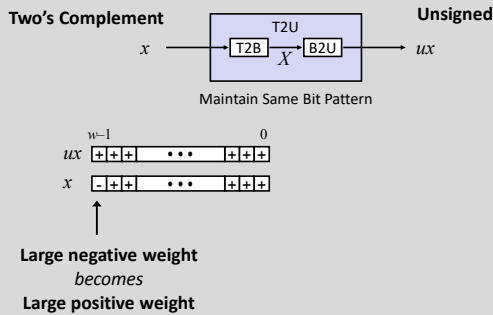 Two's Complement
Unsigned
T2U
x
T2B
B2U
ux
X
Maintain Same Bit Pattern
w–1
0
ux + + + • • • + + +
x - + + • • • + + +
Large negative weight
becomes
Large positive weight